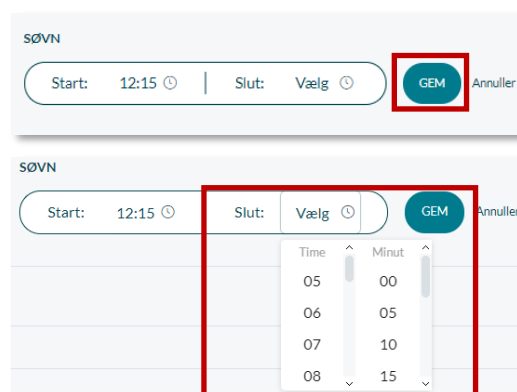 SØVN
Start: 12:15 Slut: Vælg GEM Annuller
SØVN
Start: 12:15 Slut: Vælg GEM Annuller
Time Minut
05 00
06 05
07 10
08 15